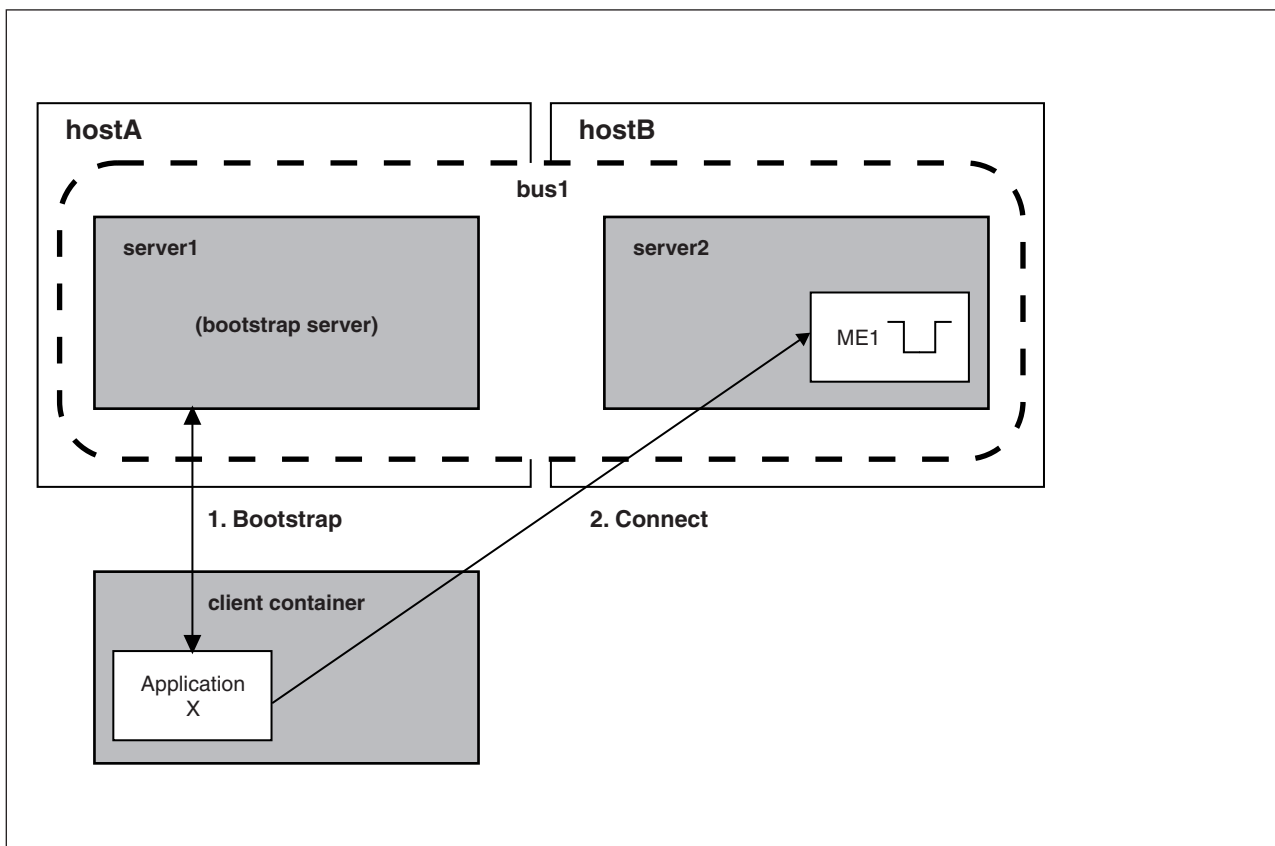 hostA
hostB
bus1
server1
server2
(bootstrap server)
ME1
1. Bootstrap
2. Connect
client container
Application
X